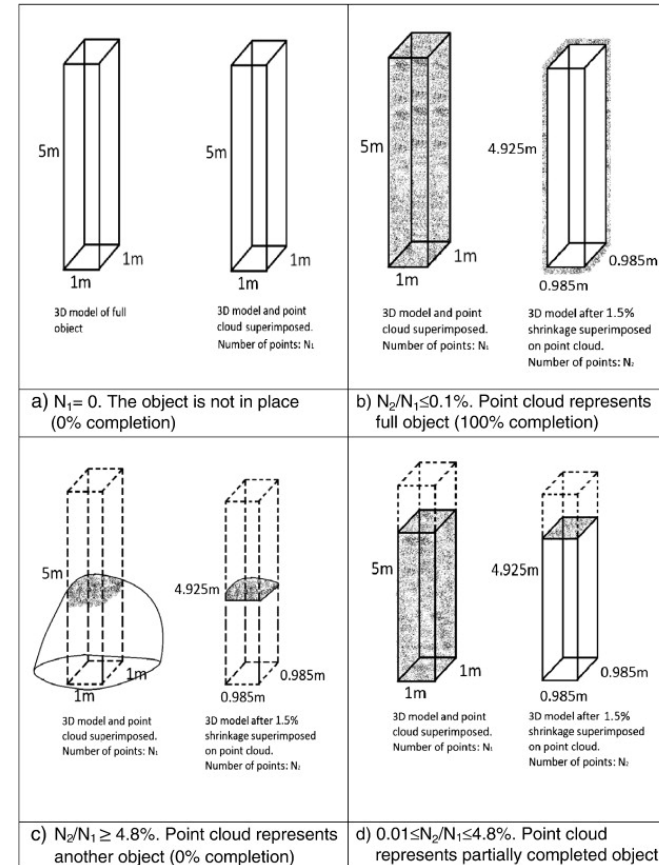 5m
1m
1m
3D model of full
object
5m
1m
1m
3D model and point
cloud superimposed.
Number of points: N₁
a) N₁= 0. The object is not in place
(0% completion)
5m
1m
1m
3D model and point
cloud superimposed.
Number of points: N₁
4.925m
0.985m
0.985m
3D model after 1.5%
shrinkage superimposed
on point cloud.
Number of points: N₂
b) N₂/N₁≤0.1%. Point cloud represents
full object (100% completion)
5m
1m
1m
3D model and point
cloud superimposed.
Number of points: N₁
4.925m
0.985m
0.985m
3D model after 1.5%
shrinkage superimposed
on point cloud.
Number of points: N₂
c) N₂/N₁ ≥ 4.8%. Point cloud represents
another object (0% completion)
5m
1m
1m
3D model and point
cloud superimposed.
Number of points: N₁
4.925m
0.985m
0.985m
3D model after 1.5%
shrinkage superimposed
on point cloud.
Number of points: N₂
d) 0.01≤N₂/N₁≤4.8%. Point cloud
represents partially completed object